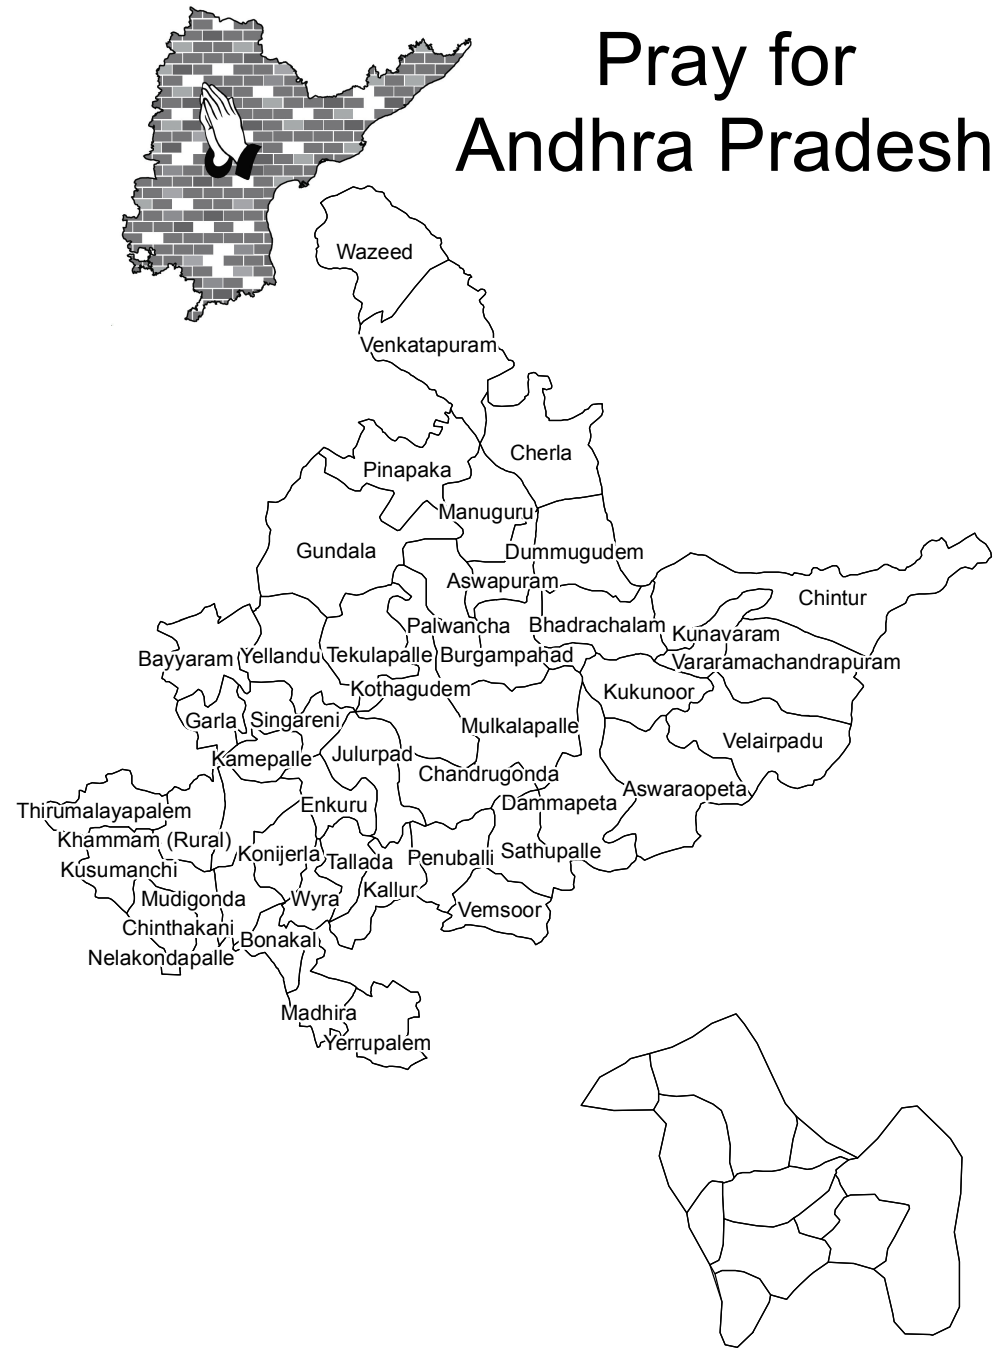 Pray for
Andhra Pradesh
Wazeed
Venkatapuram
Cherla
Pinapaka
Manuguru
Gundala
Dummugudem
Aswapuram
Chintur
Palwancha
Bhadrachalam
Kunavaram
Bayyaram
Yellandu
Tekulapalle
Burgampahad
Vararamachandrapuram
Kothagudem
Kukunoor
Garla
Singareni
Mulkalapalle
Velairpadu
Kamepalle
Julurpad
Chandrugonda
Aswaraopeta
Thirumalayapalem
Enkuru
Dammapeta
Khammam (Rural)
Konijerla
Tallada
Penuballi
Sathupalle
Kusumanchi
Kallur
Mudigonda
Wyra
Vemsoor
Chinthakani
Bonakal
Nelakondapalle
Madhira
Yerrupalem